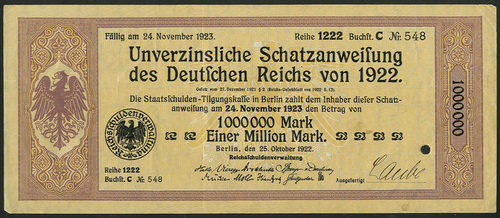 Fällig am 24. November 1923.
Reihe 1222 Buchst. C № 548
Unverzinsliche Schatzanweisung
des Deutschen Reichs von 1922.
Die Staatsschulden-Tilgungskasse in Berlin zahlt dem Inhaber dieser Schatz-
anweisung am 24. November 1923 den Betrag von
1000000 Mark
Einer Million Mark.
Berlin, den 25. Oktober 1922.
Reichsschuldenverwaltung
Reichsschuldenverwaltung
Reihe 1222
Buchst. C № 548
Ausgefertigt
1000000